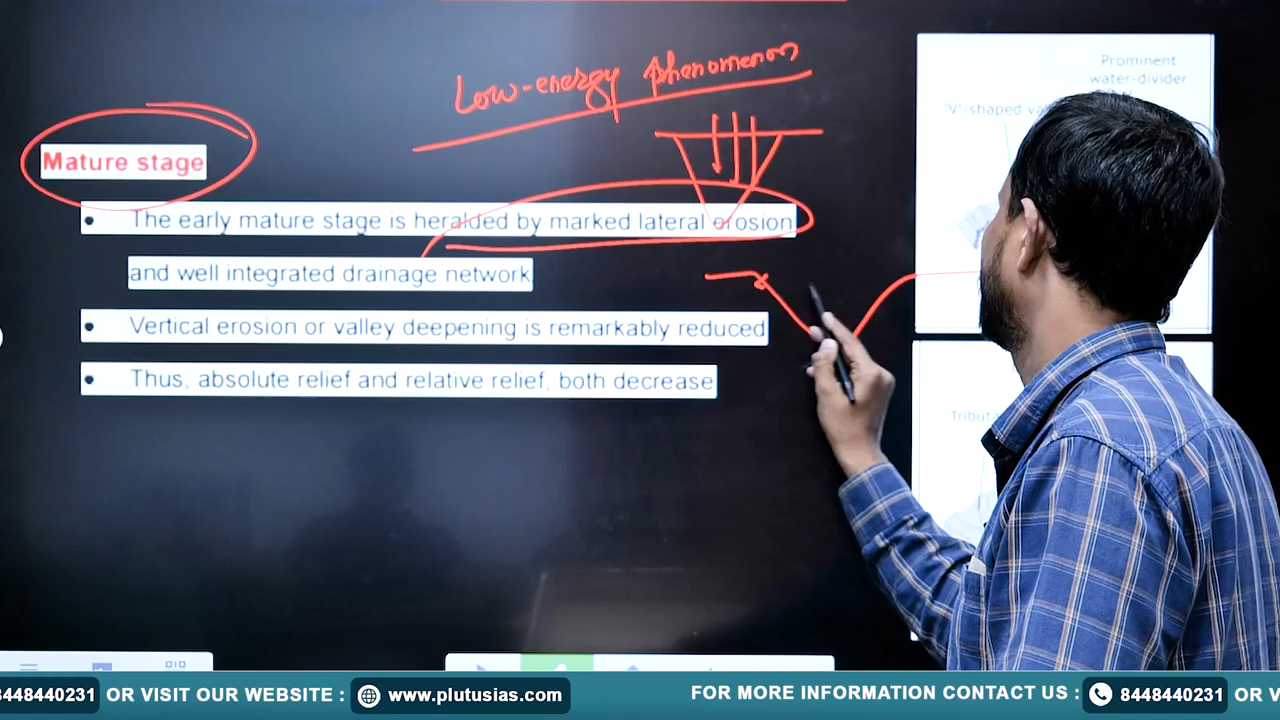 Low-energy phenomenon
Prominent
water-divider
"V"-shaped
Mature stage
• The early mature stage is heralded by marked lateral erosion
and well integrated drainage network
• Vertical erosion or valley deepening is remarkably reduced
• Thus, absolute relief and relative relief, both decrease
8448440231 OR VISIT OUR WEBSITE : www.plutusias.com FOR MORE INFORMATION CONTACT US : 8448440231 OR